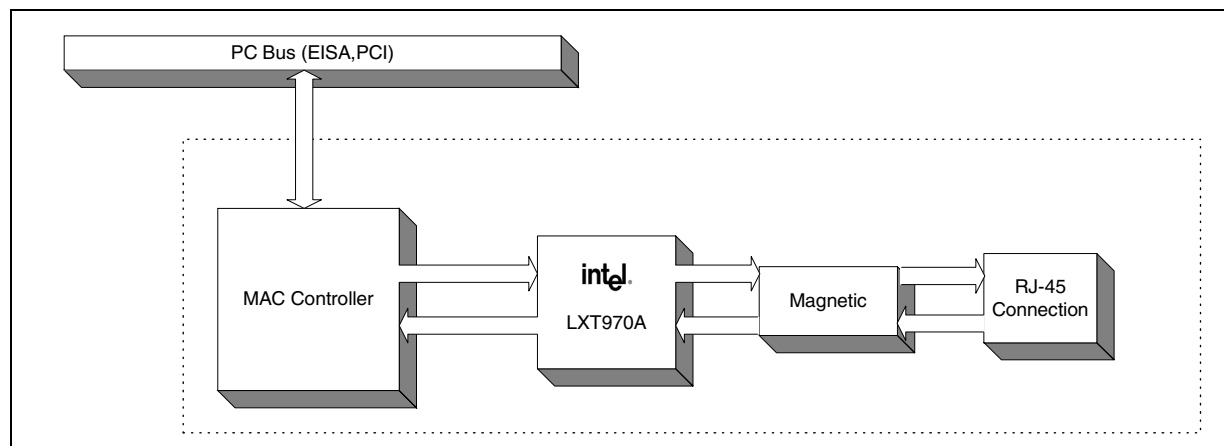 PC Bus (EISA,PCI)
MAC Controller
intel®
LXT970A
Magnetic
RJ-45
Connection